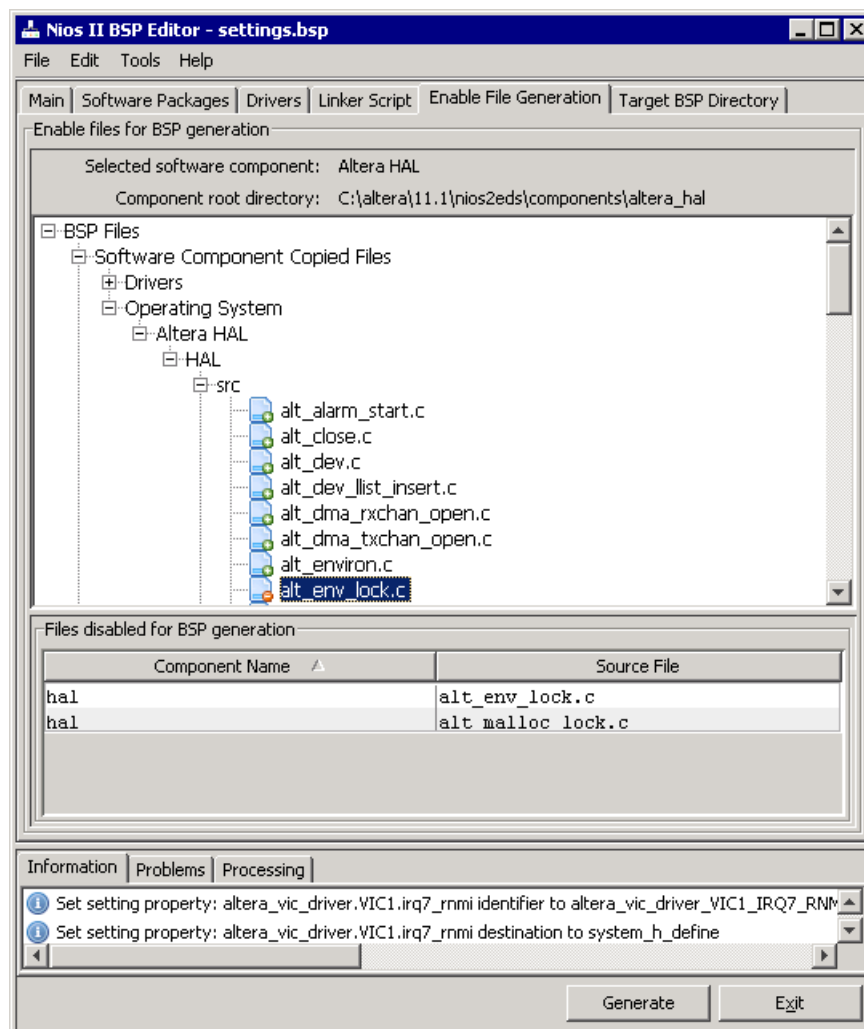 Nios II BSP Editor - settings.bsp
File Edit Tools Help
Main Software Packages Drivers Linker Script Enable File Generation Target BSP Directory
Enable files for BSP generation
Selected software component: Altera HAL
Component root directory: C:\altera\11.1\nios2eds\components\altera_hal
BSP Files
Software Component Copied Files
Drivers
Operating System
Altera HAL
HAL
src
alt_alarm_start.c
alt_close.c
alt_dev.c
alt_dev_llist_insert.c
alt_dma_rxchan_open.c
alt_dma_txchan_open.c
alt_environ.c
alt_env_lock.c
Files disabled for BSP generation
Component Name Source File
hal alt_env_lock.c
hal alt_malloc_lock.c
Information Problems Processing
Set setting property: altera_vic_driver.VIC1.irq7_rnmi identifier to altera_vic_driver_VIC1_IRQ7_RNM
Set setting property: altera_vic_driver.VIC1.irq7_rnmi destination to system_h_define
Generate Exit